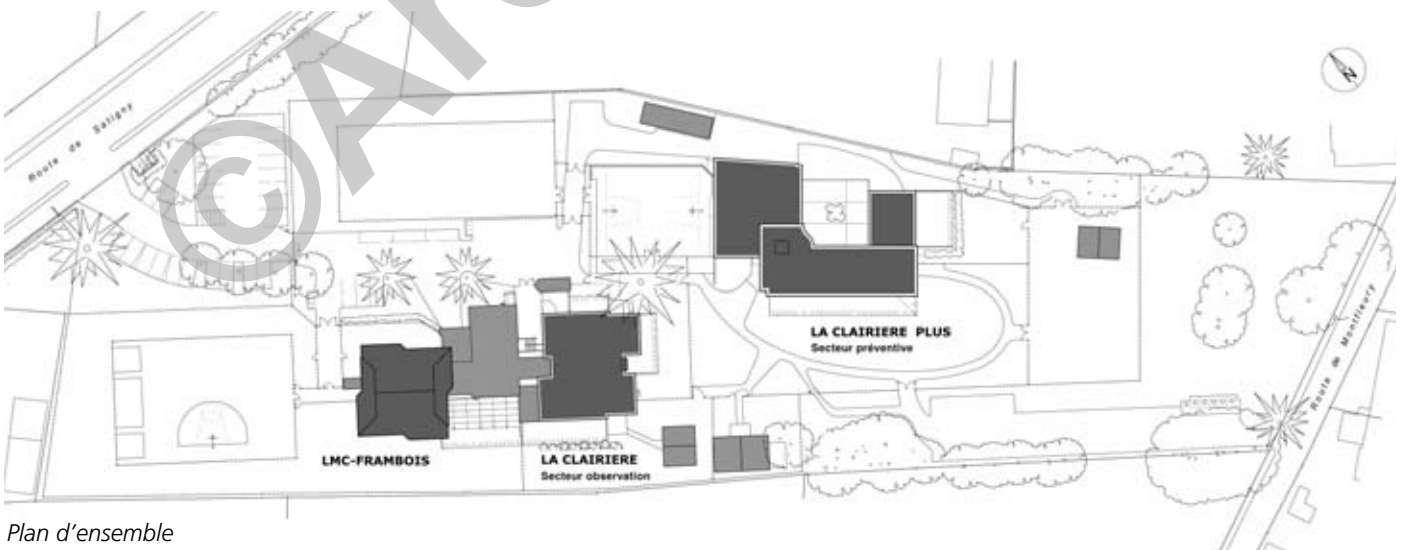 ©Arc
Route de Satigny
N
LA CLAIRIERE PLUS
Secteur préventive
Route de Montfleury
LMC-FRAMBOIS
LA CLAIRIERE
Secteur observation
Plan d'ensemble